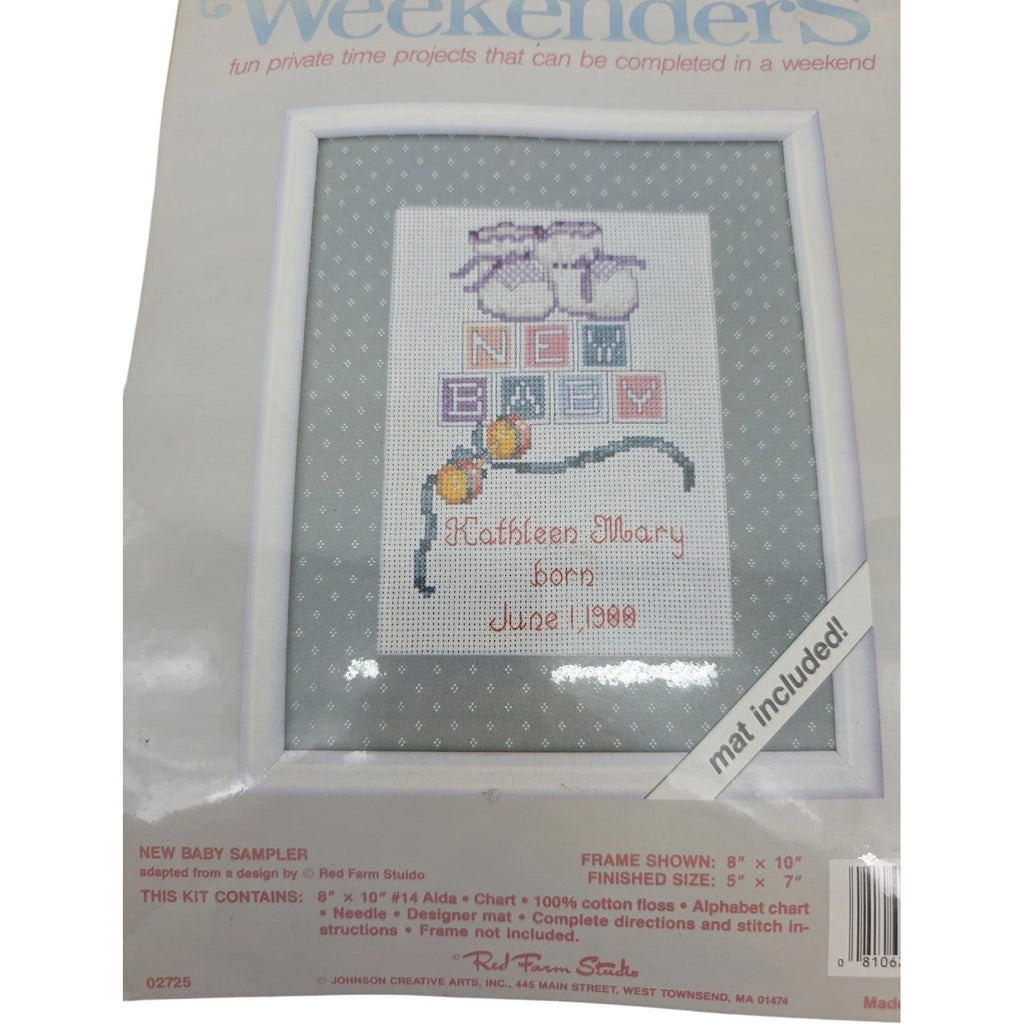 WeekenderS
fun private time projects that can be completed in a weekend
NEW
BABY
Kathleen Mary
born
June 1, 1900
mat included!
NEW BABY SAMPLER
adapted from a design by © Red Farm Stuido
FRAME SHOWN: 8" × 10"
FINISHED SIZE: 5" × 7"
THIS KIT CONTAINS: 8" × 10" #14 Aida • Chart • 100% cotton floss • Alphabet chart
• Needle • Designer mat • Complete directions and stitch in-
structions • Frame not included.
© Red Farm Studio
02725
© JOHNSON CREATIVE ARTS, INC., 445 MAIN STREET, WEST TOWNSEND, MA 01474
0 8106
Made